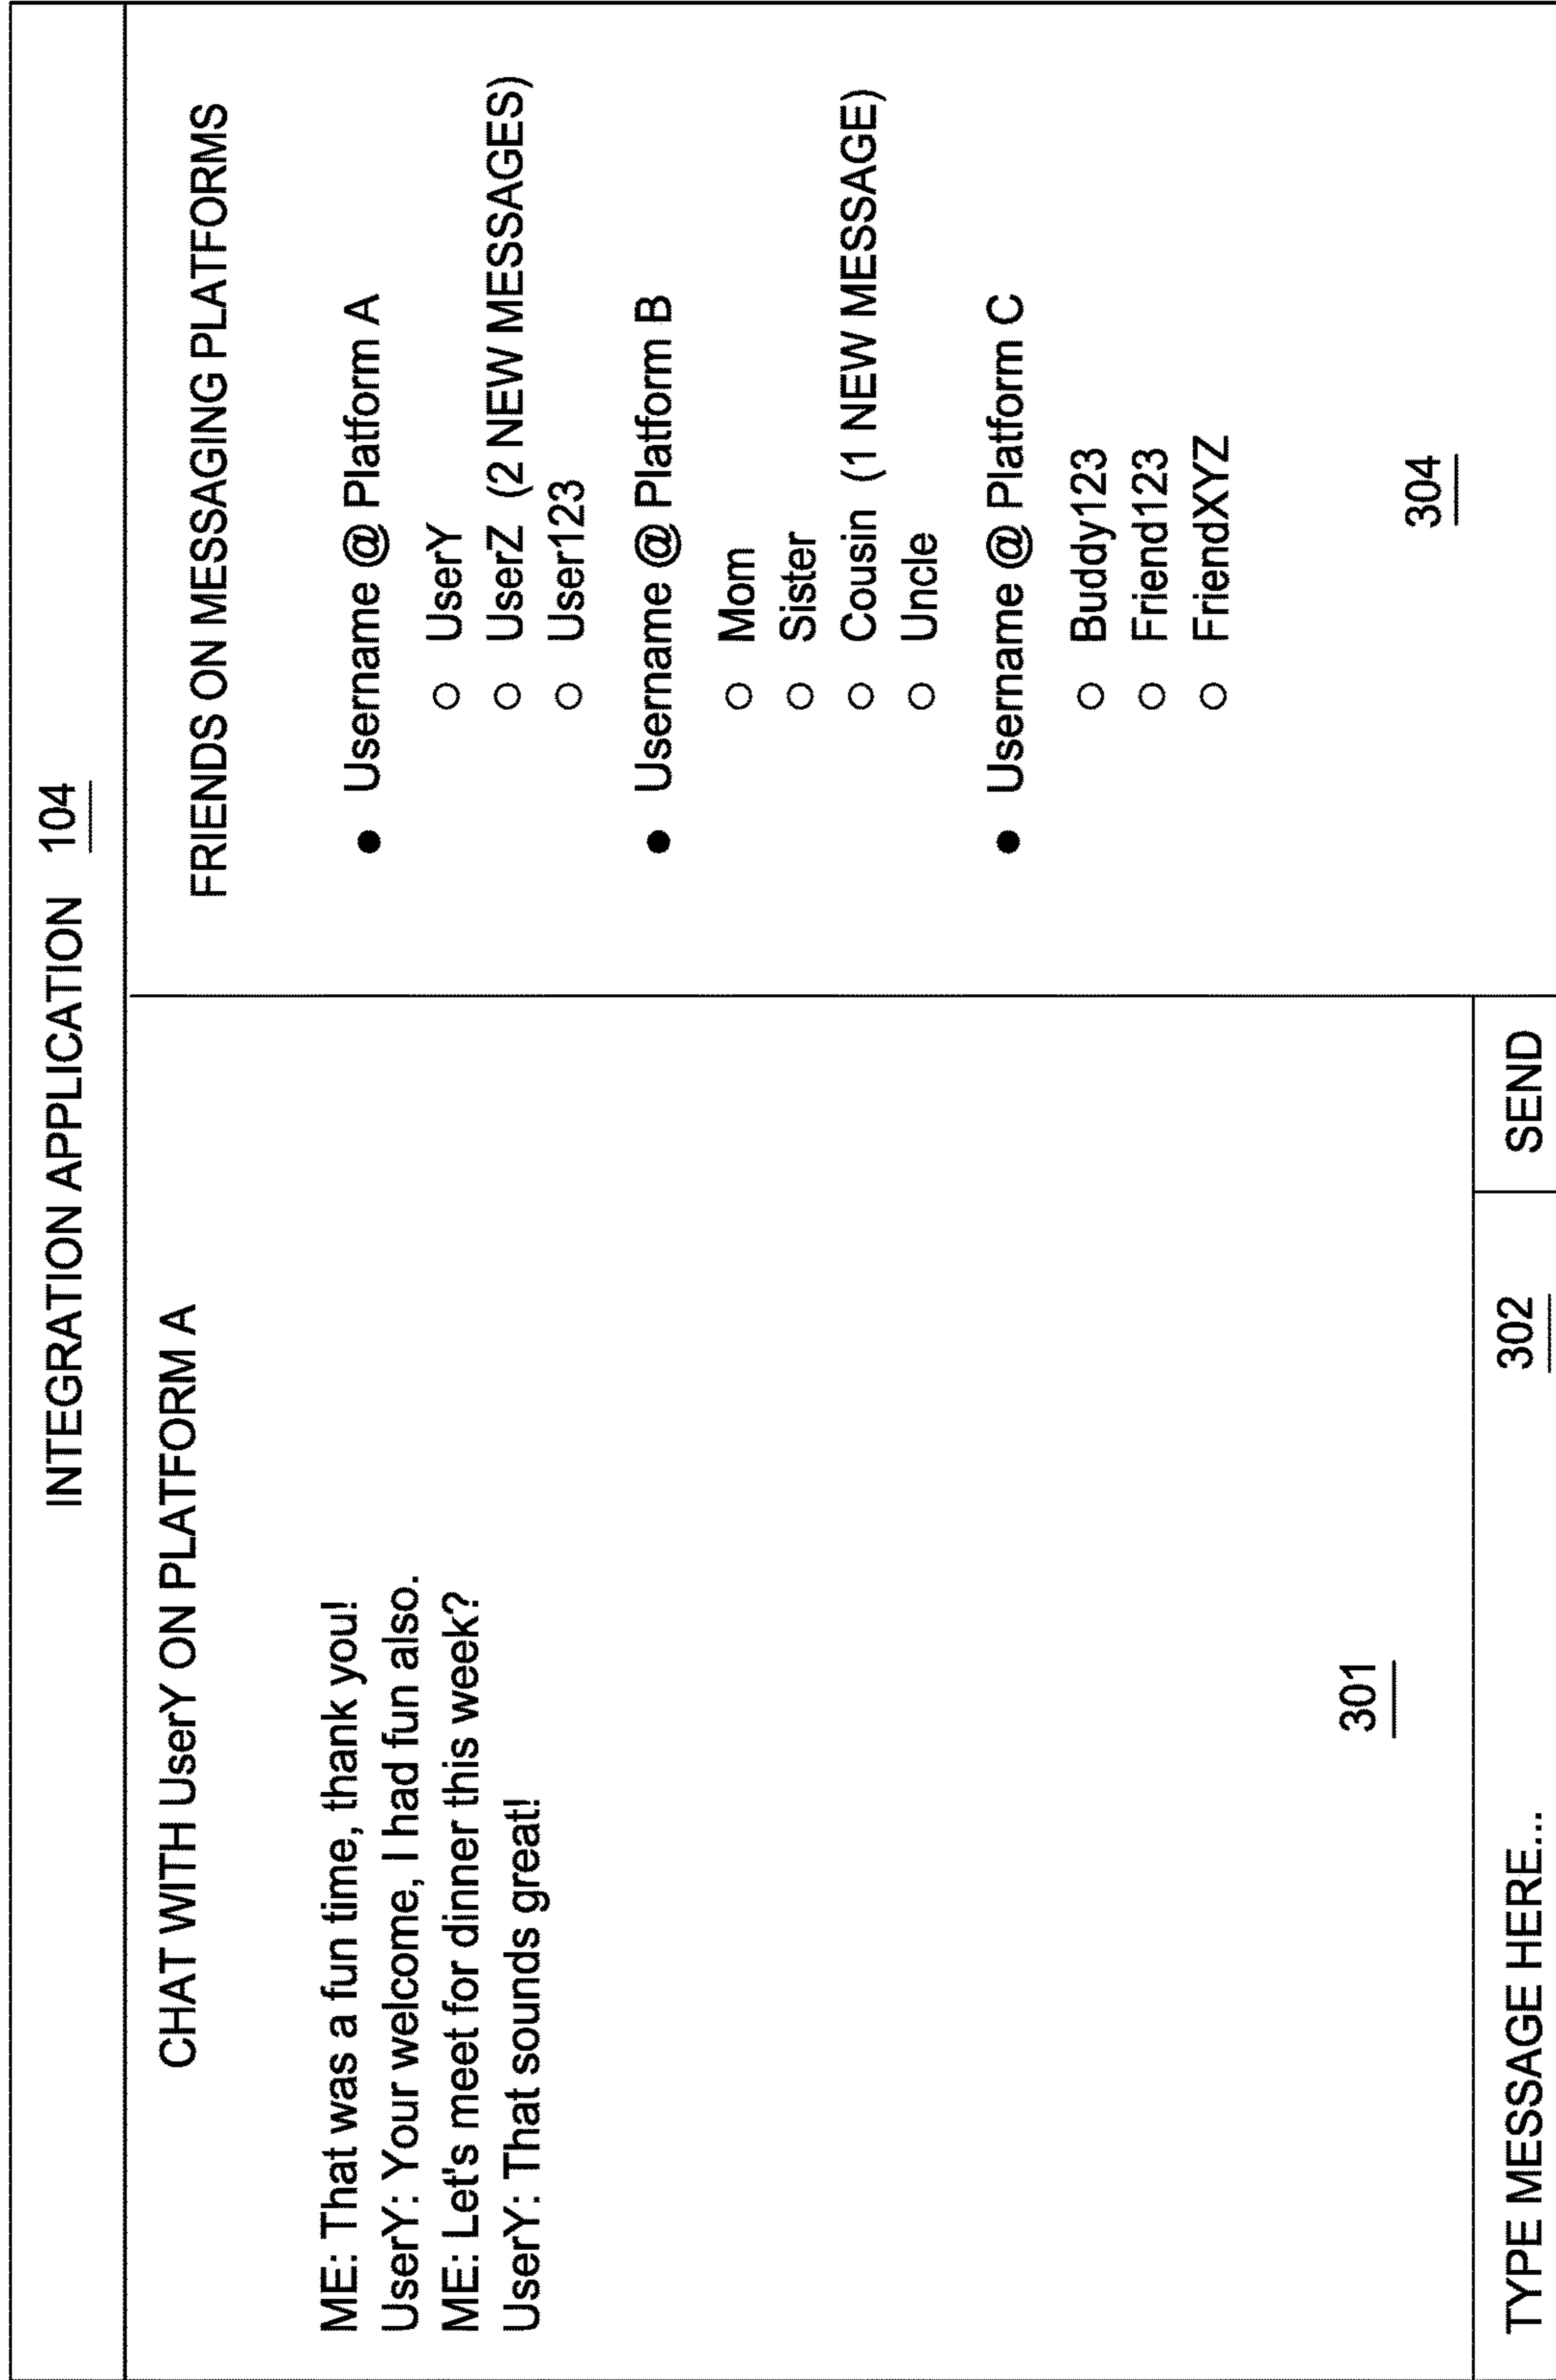 INTEGRATION APPLICATION 104
CHAT WITH UserY ON PLATFORM A
ME: That was a fun time, thank you!
UserY: Your welcome, I had fun also.
ME: Let's meet for dinner this week?
UserY: That sounds great!
301
TYPE MESSAGE HERE...
302
SEND
FRIENDS ON MESSAGING PLATFORMS
● Username @ Platform A
○ UserY
○ UserZ (2 NEW MESSAGES)
○ User123
● Username @ Platform B
○ Mom
○ Sister
○ Cousin (1 NEW MESSAGE)
○ Uncle
● Username @ Platform C
○ Buddy123
○ Friend123
○ FriendXYZ
304